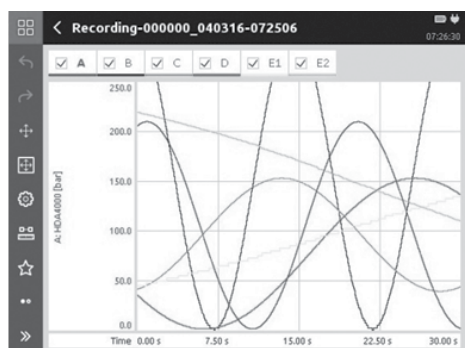 Recording-000000_040316-072506
07:26:30
A B C D E1 E2
250.0
200.0
150.0
100.0
50.0
0.0
A: HDA4000 [bar]
Time 0.00 s 7.50 s 15.00 s 22.50 s 30.00 s